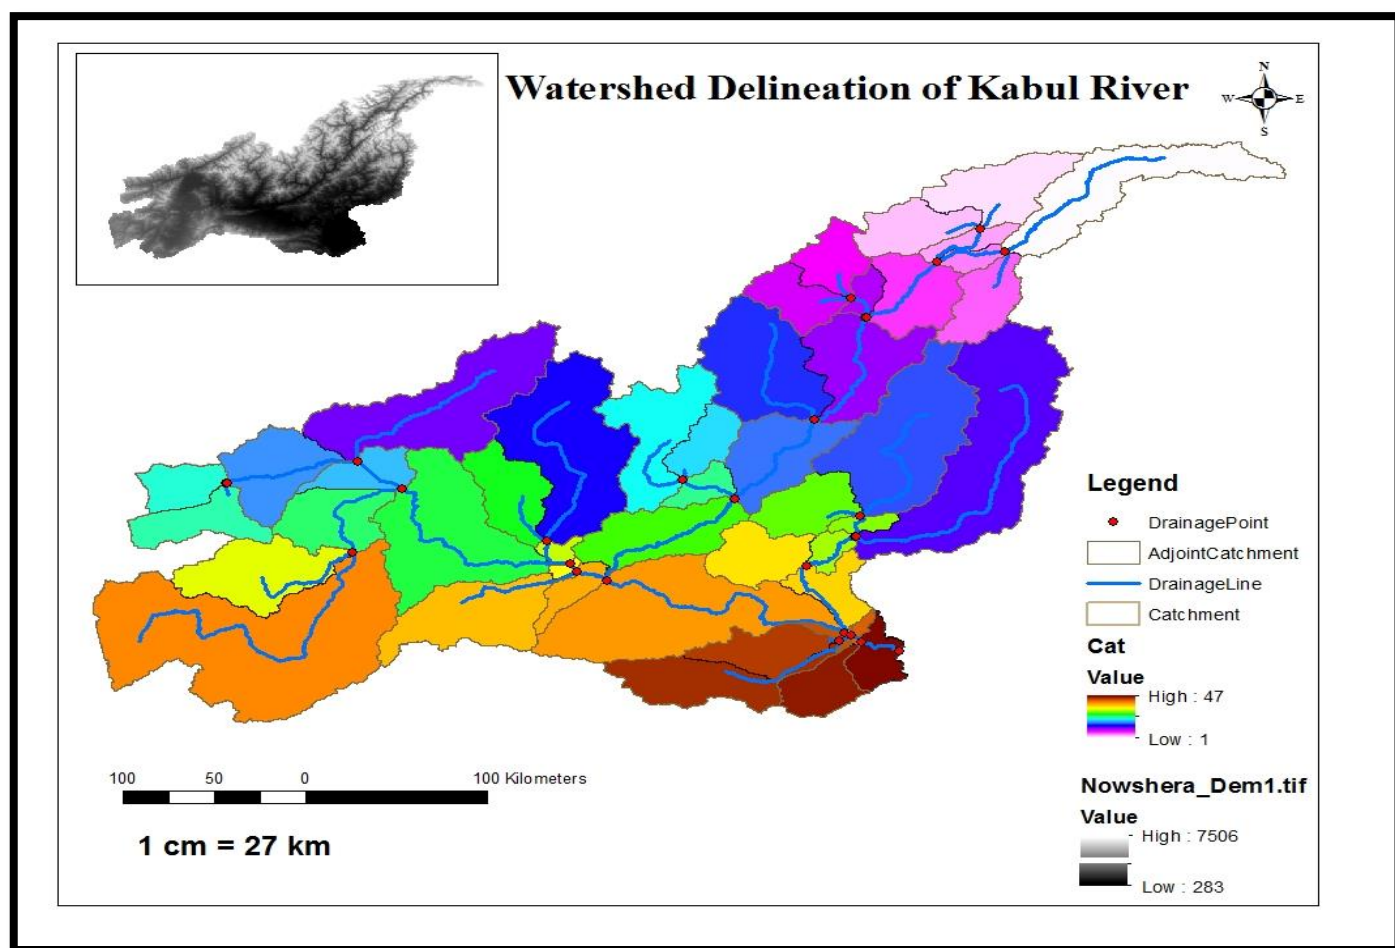 Watershed Delineation of Kabul River
N
W E
S
Legend
DrainagePoint
AdjointCatchment
DrainageLine
Catchment
Cat
Value
High : 47
Low : 1
Nowshera_Dem1.tif
Value
High : 7506
Low : 283
100 50 0 100 Kilometers
1 cm = 27 km